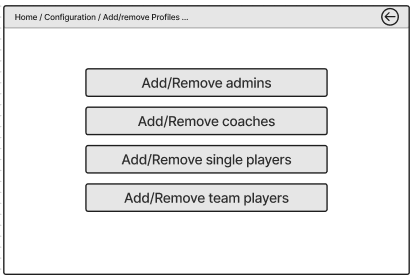 Home / Configuration / Add/remove Profiles ...
Add/Remove admins
Add/Remove coaches
Add/Remove single players
Add/Remove team players